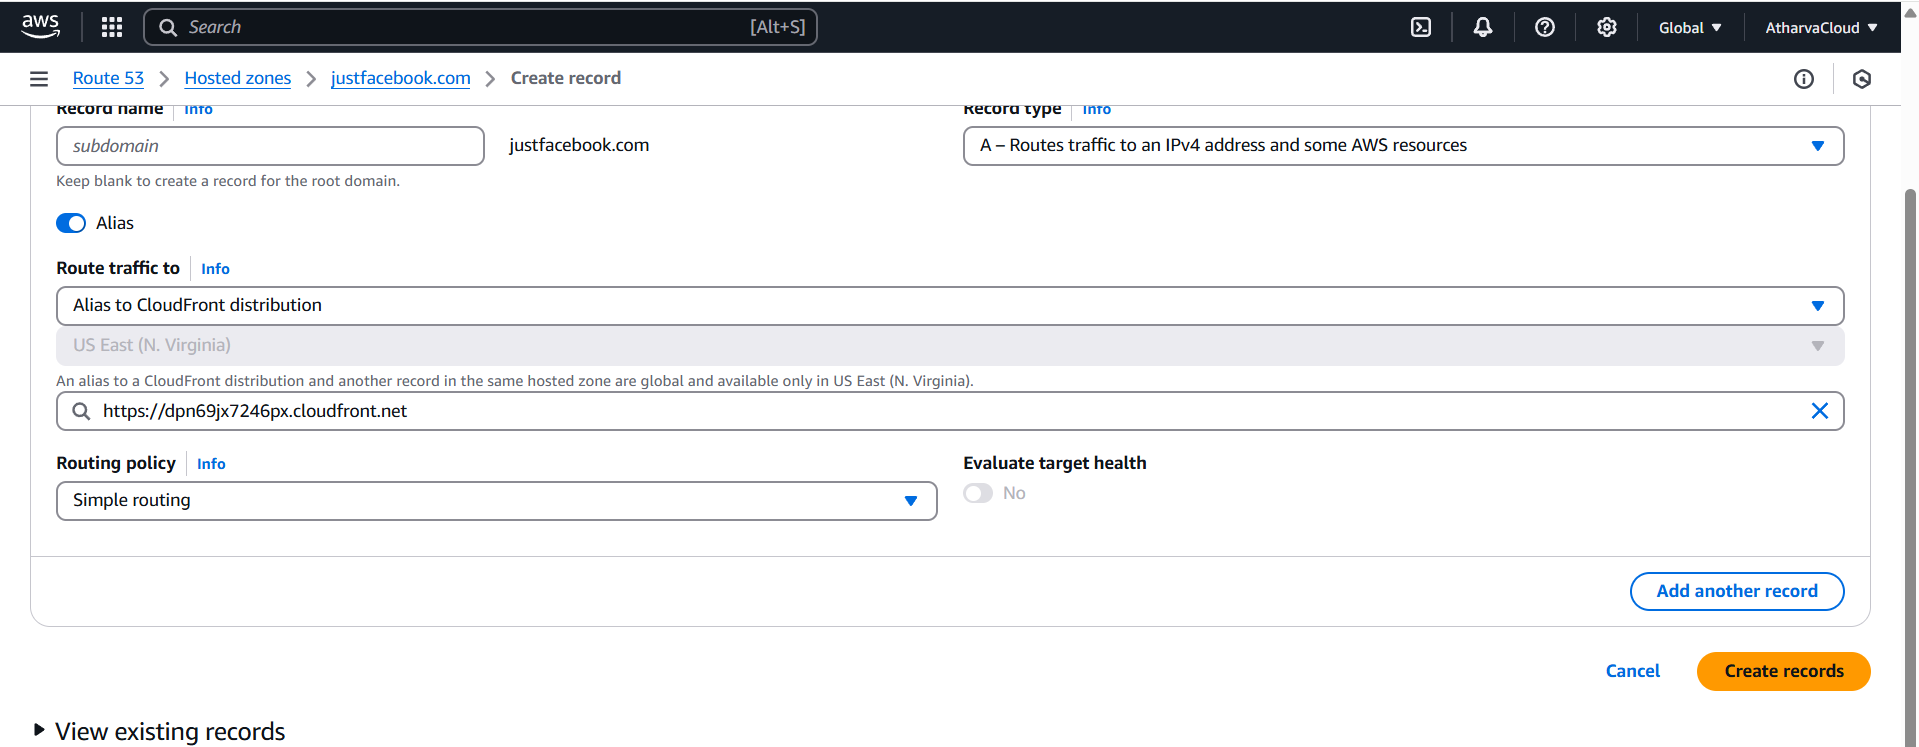 aws Search [Alt+S] Global AtharvaCloud
Route 53 Hosted zones justfacebook.com Create record
Record name Info Record type Info
subdomain justfacebook.com A – Routes traffic to an IPv4 address and some AWS resources
Keep blank to create a record for the root domain.
Alias
Route traffic to Info
Alias to CloudFront distribution
US East (N. Virginia)
An alias to a CloudFront distribution and another record in the same hosted zone are global and available only in US East (N. Virginia).
https://dpn69jx7246px.cloudfront.net
Routing policy Info Evaluate target health
Simple routing No
Add another record
Cancel Create records
View existing records